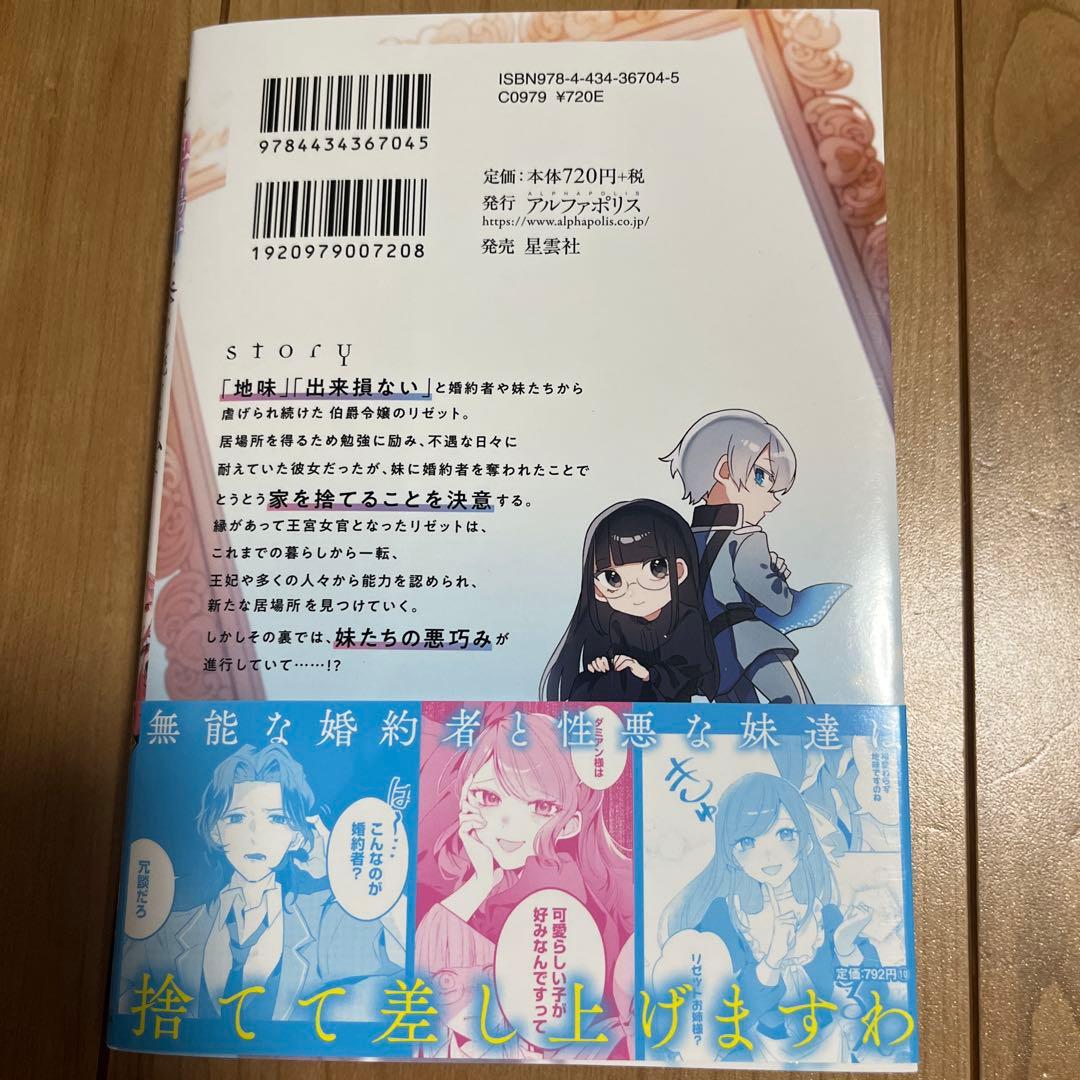 ISBN978-4-434-36704-5
C0979 ¥720E
9784434367045
定価：本体720円+税
ALPHAPOLIS
発行 アルファポリス
https://www.alphapolis.co.jp/
1920979007208
発売 星雲社
story
「地味」「出来損ない」と婚約者や妹たちから
虐げられ続けた 伯爵令嬢のリゼット。
居場所を得るため勉強に励み、不遇な日々に
耐えていた彼女だったが、妹に婚約者を奪われたことで
とうとう家を捨てることを決意する。
縁があって王宮女官となったリゼットは、
これまでの暮らしから一転、
王妃や多くの人々から能力を認められ、
新たな居場所を見つけていく。
しかしその裏では、妹たちの悪巧みが
進行していて……!?
無能な婚約者と性悪な妹達は
は〜…
こんなのが
婚約者？
冗談だろ
ダミアン様は
可愛らしい子が
好みなんですって
地味ですのね
きゅ
リゼットお姉様？
定価:792円⑩
捨てて差し上げますわ